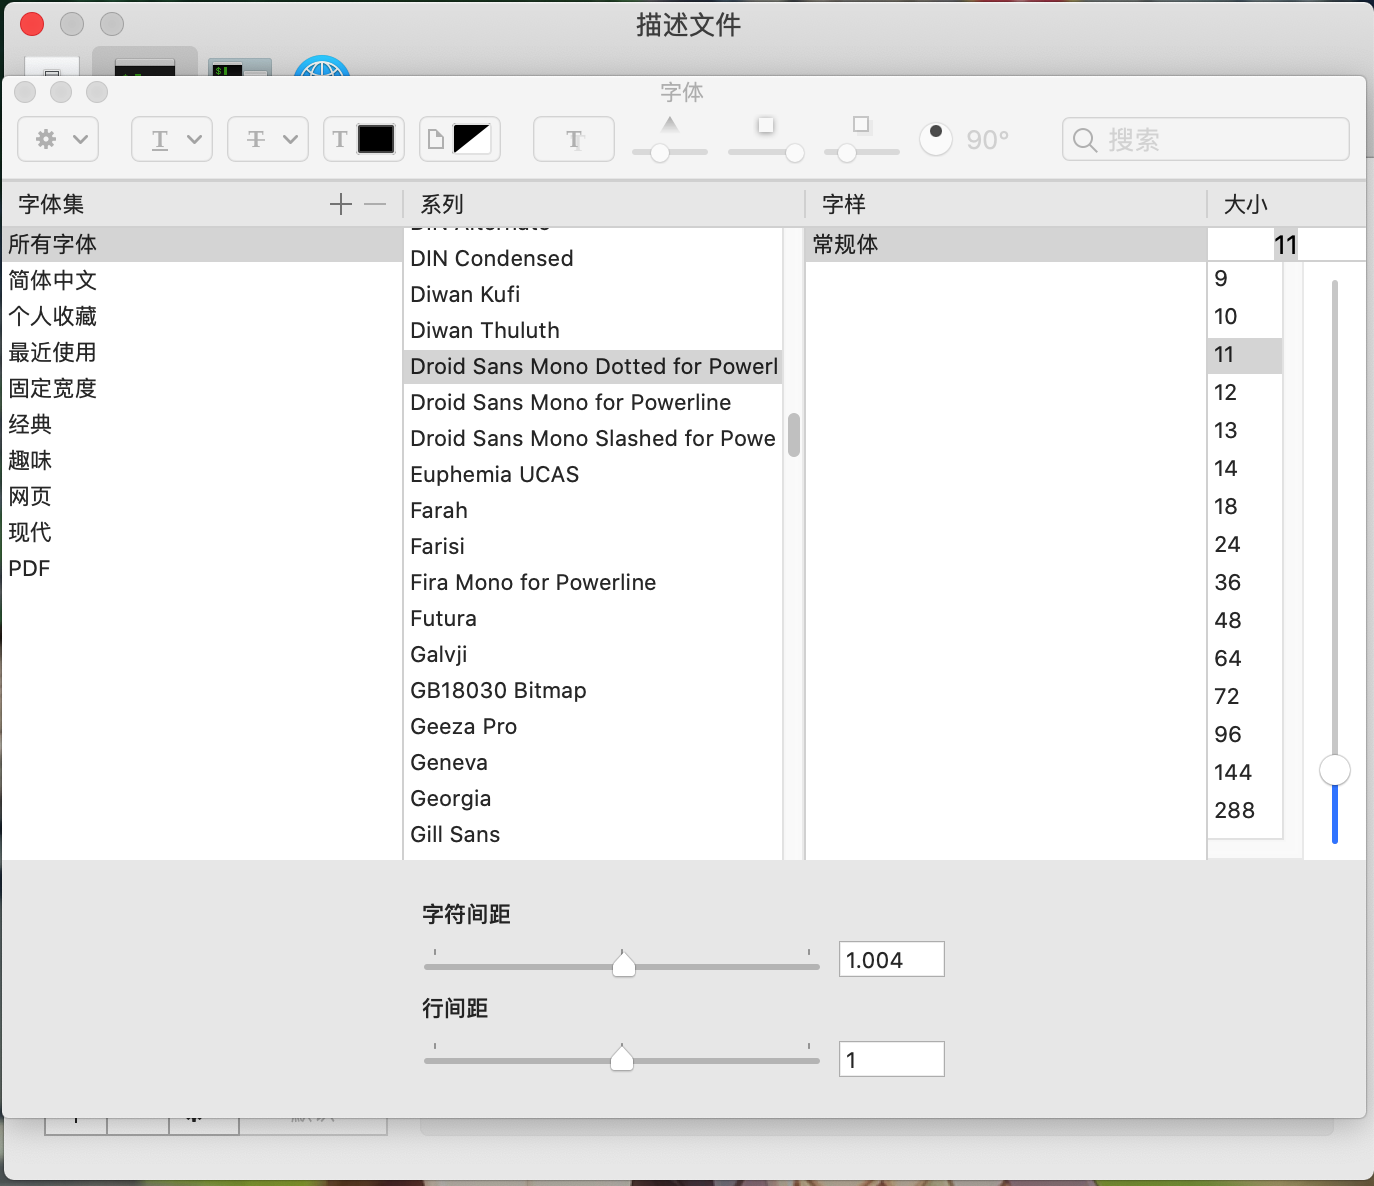 描述文件
字体
90°
搜索
字体集
系列
字样
大小
所有字体
简体中文
个人收藏
最近使用
固定宽度
经典
趣味
网页
现代
PDF
DIN Alternate
DIN Condensed
Diwan Kufi
Diwan Thuluth
Droid Sans Mono Dotted for Powerl
Droid Sans Mono for Powerline
Droid Sans Mono Slashed for Powe
Euphemia UCAS
Farah
Farisi
Fira Mono for Powerline
Futura
Galvji
GB18030 Bitmap
Geeza Pro
Geneva
Georgia
Gill Sans
常规体
11
9
10
11
12
13
14
18
24
36
48
64
72
96
144
288
字符间距
1.004
行间距
1